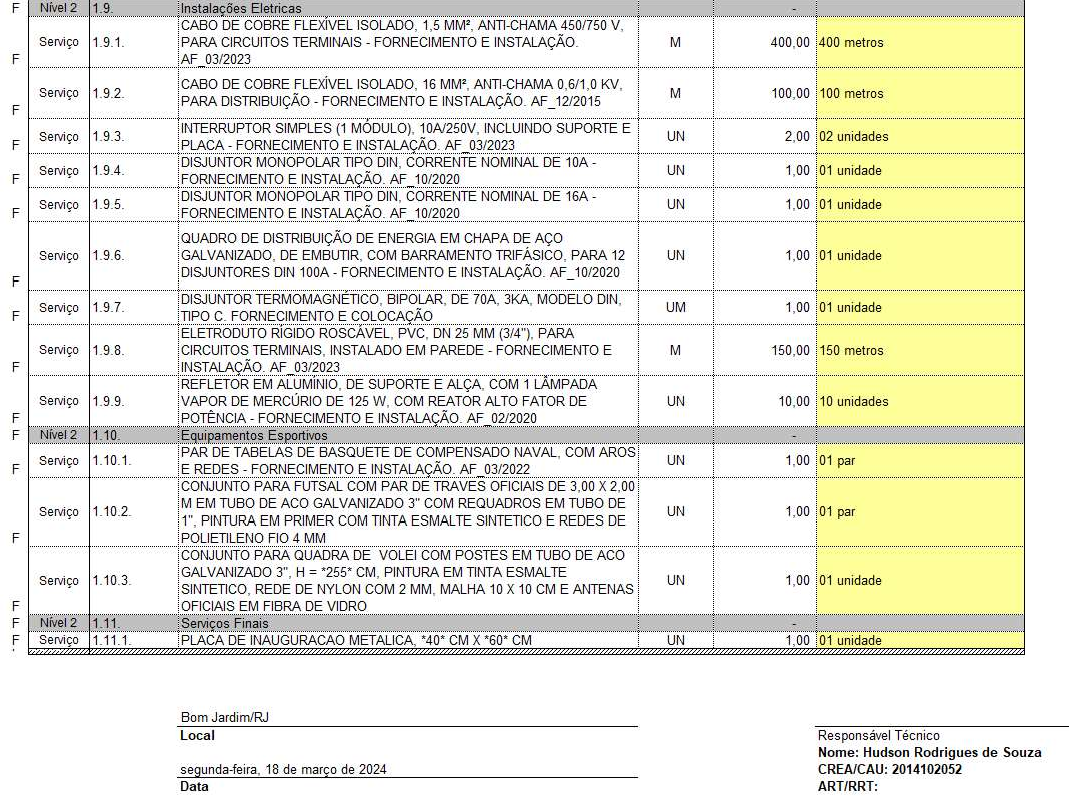 F Nível 2 1.9. Instalações Eletricas -
CABO DE COBRE FLEXÍVEL ISOLADO, 1,5 MM², ANTI-CHAMA 450/750 V,
Serviço 1.9.1. PARA CIRCUITOS TERMINAIS - FORNECIMENTO E INSTALAÇÃO. M 400,00 400 metros
F AF_03/2023
CABO DE COBRE FLEXÍVEL ISOLADO, 16 MM², ANTI-CHAMA 0,6/1,0 KV,
Serviço 1.9.2. PARA DISTRIBUIÇÃO - FORNECIMENTO E INSTALAÇÃO. AF_12/2015 M 100,00 100 metros
F
INTERRUPTOR SIMPLES (1 MÓDULO), 10A/250V, INCLUINDO SUPORTE E
Serviço 1.9.3. UN 2,00 02 unidades
F PLACA - FORNECIMENTO E INSTALAÇÃO. AF_03/2023
DISJUNTOR MONOPOLAR TIPO DIN, CORRENTE NOMINAL DE 10A -
Serviço 1.9.4. UN 1,00 01 unidade
F FORNECIMENTO E INSTALAÇÃO. AF_10/2020
DISJUNTOR MONOPOLAR TIPO DIN, CORRENTE NOMINAL DE 16A -
Serviço 1.9.5. UN 1,00 01 unidade
F FORNECIMENTO E INSTALAÇÃO. AF_10/2020
QUADRO DE DISTRIBUIÇÃO DE ENERGIA EM CHAPA DE AÇO
Serviço 1.9.6. GALVANIZADO, DE EMBUTIR, COM BARRAMENTO TRIFÁSICO, PARA 12 UN 1,00 01 unidade
DISJUNTORES DIN 100A - FORNECIMENTO E INSTALAÇÃO. AF_10/2020
F
DISJUNTOR TERMOMAGNÉTICO, BIPOLAR, DE 70A, 3KA, MODELO DIN,
Serviço 1.9.7. UM 1,00 01 unidade
F TIPO C. FORNECIMENTO E COLOCAÇÃO
ELETRODUTO RÍGIDO ROSCÁVEL, PVC, DN 25 MM (3/4"), PARA
Serviço 1.9.8. CIRCUITOS TERMINAIS, INSTALADO EM PAREDE - FORNECIMENTO E M 150,00 150 metros
F INSTALAÇÃO. AF_03/2023
REFLETOR EM ALUMÍNIO, DE SUPORTE E ALÇA, COM 1 LÂMPADA
Serviço 1.9.9. VAPOR DE MERCÚRIO DE 125 W, COM REATOR ALTO FATOR DE UN 10,00 10 unidades
F POTÊNCIA - FORNECIMENTO E INSTALAÇÃO. AF_02/2020
F Nível 2 1.10. Equipamentos Esportivos -
PAR DE TABELAS DE BASQUETE DE COMPENSADO NAVAL, COM AROS
Serviço 1.10.1. UN 1,00 01 par
F E REDES - FORNECIMENTO E INSTALAÇÃO. AF_03/2022
CONJUNTO PARA FUTSAL COM PAR DE TRAVES OFICIAIS DE 3,00 X 2,00
Serviço 1.10.2. M EM TUBO DE ACO GALVANIZADO 3" COM REQUADROS EM TUBO DE UN 1,00 01 par
1", PINTURA EM PRIMER COM TINTA ESMALTE SINTETICO E REDES DE
F POLIETILENO FIO 4 MM
CONJUNTO PARA QUADRA DE VOLEI COM POSTES EM TUBO DE ACO
Serviço 1.10.3. GALVANIZADO 3", H = *255* CM, PINTURA EM TINTA ESMALTE UN 1,00 01 unidade
SINTETICO, REDE DE NYLON COM 2 MM, MALHA 10 X 10 CM E ANTENAS
F OFICIAIS EM FIBRA DE VIDRO
F Nível 2 1.11. Serviços Finais -
F Serviço 1.11.1. PLACA DE INAUGURACAO METALICA, *40* CM X *60* CM UN 1,00 01 unidade
Bom Jardim/RJ
Local
segunda-feira, 18 de março de 2024
Data
Responsável Técnico
Nome: Hudson Rodrigues de Souza
CREA/CAU: 2014102052
ART/RRT: